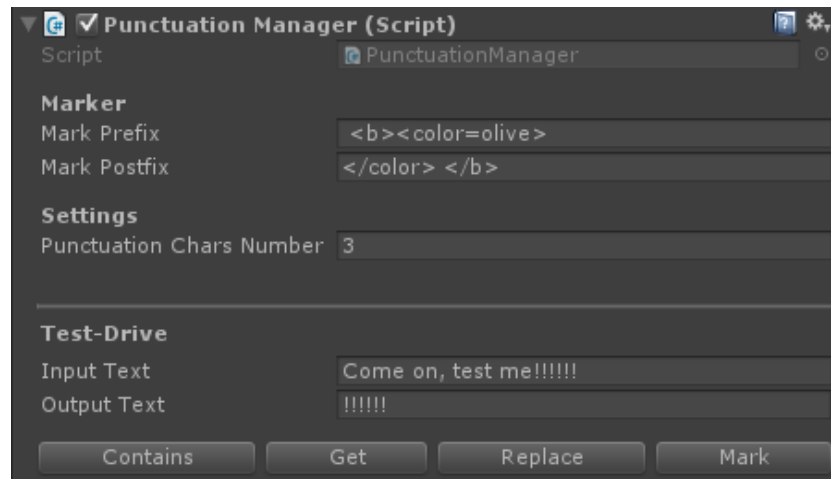 Punctuation Manager (Script)
Script PunctuationManager
Marker
Mark Prefix <b><color=olive>
Mark Postfix </color> </b>
Settings
Punctuation Chars Number 3
Test-Drive
Input Text Come on, test me!!!!!!
Output Text !!!!!!
Contains Get Replace Mark